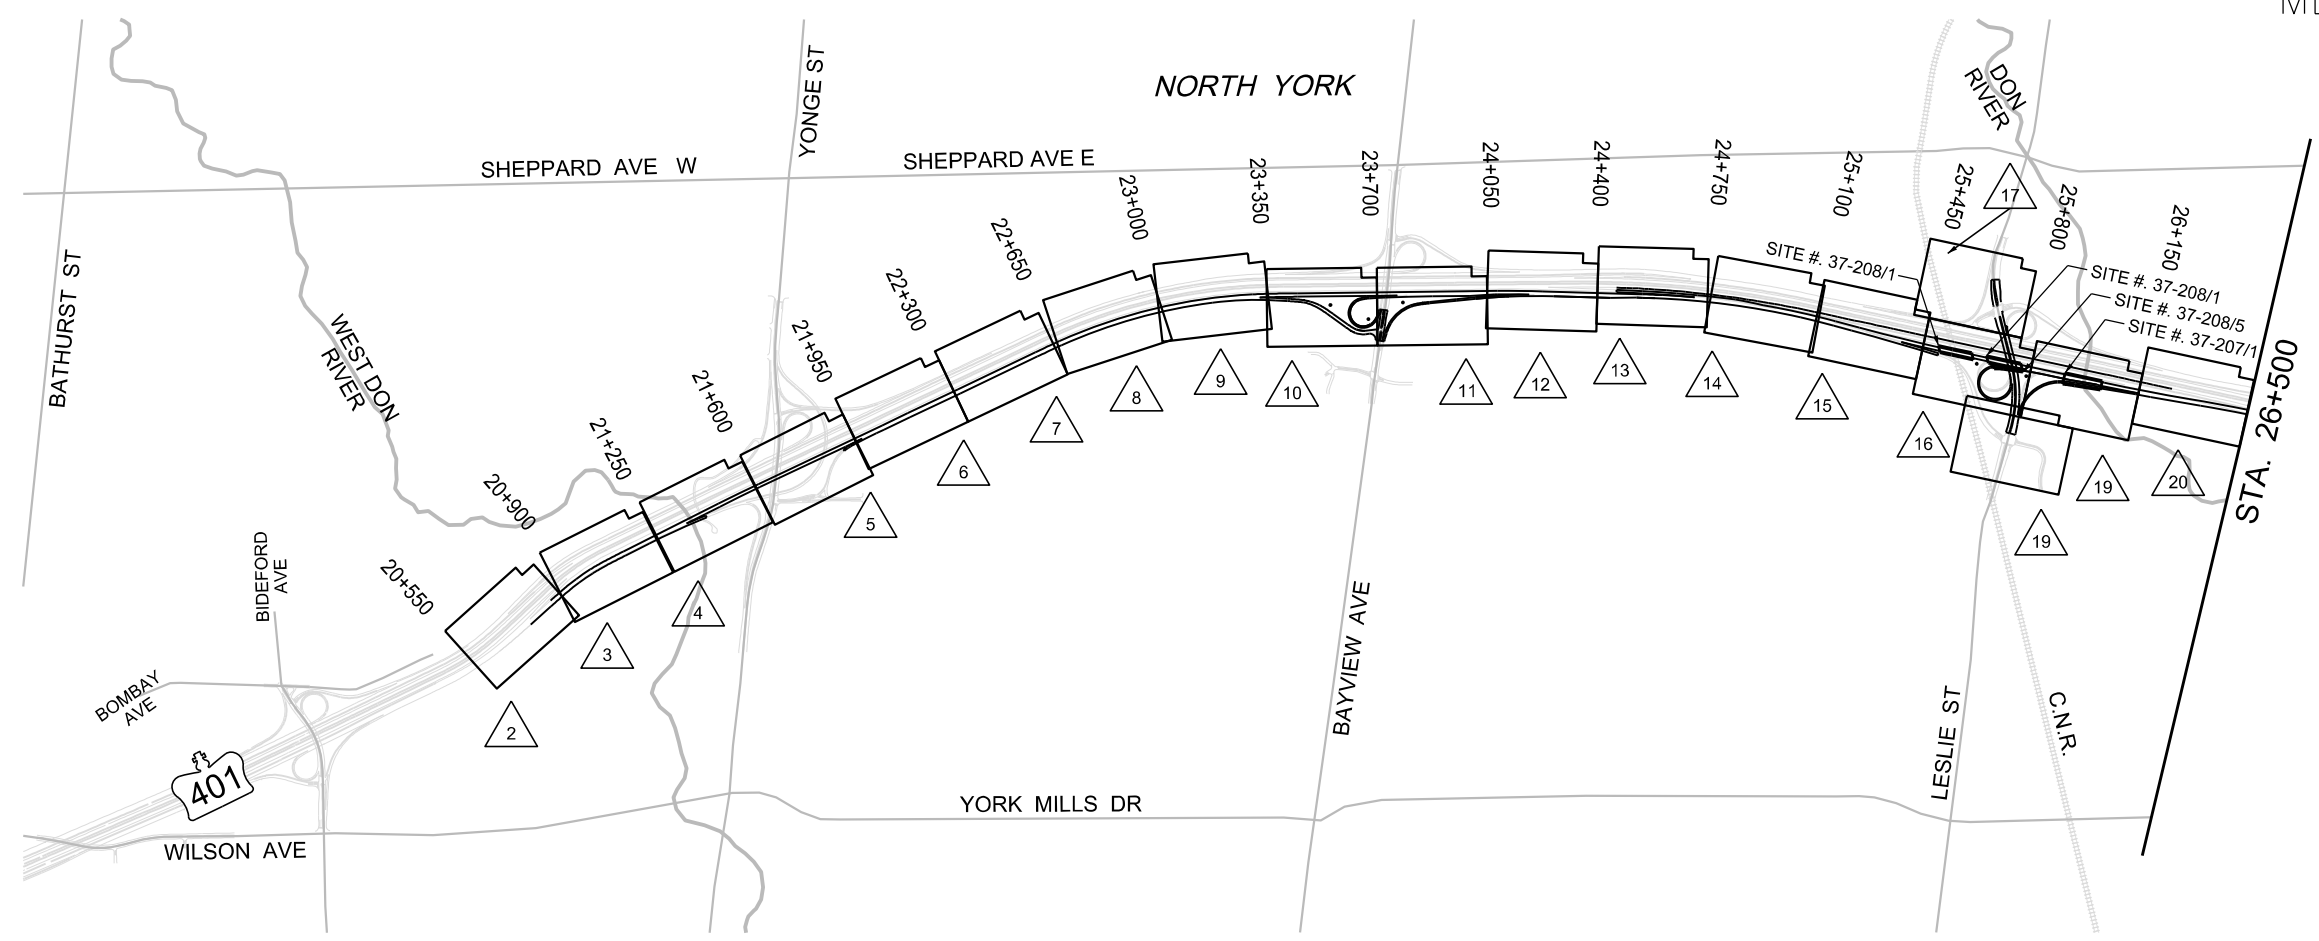 NORTH YORK
SHEPPARD AVE W
SHEPPARD AVE E
YONGE ST
BATHURST ST
WEST DON
RIVER
DON
RIVER
20+550
20+900
21+250
21+600
21+950
22+300
22+650
23+000
23+350
23+700
24+050
24+400
24+750
25+100
25+450
25+800
26+150
STA. 26+500
SITE #. 37-208/1
SITE #. 37-208/1
SITE #. 37-208/5
SITE #. 37-207/1
2
3
4
5
6
7
8
9
10
11
12
13
14
15
16
17
19
19
20
BIDEFORD
AVE
BOMBAY
AVE
401
WILSON AVE
YORK MILLS DR
BAYVIEW AVE
LESLIE ST
C.N.R.